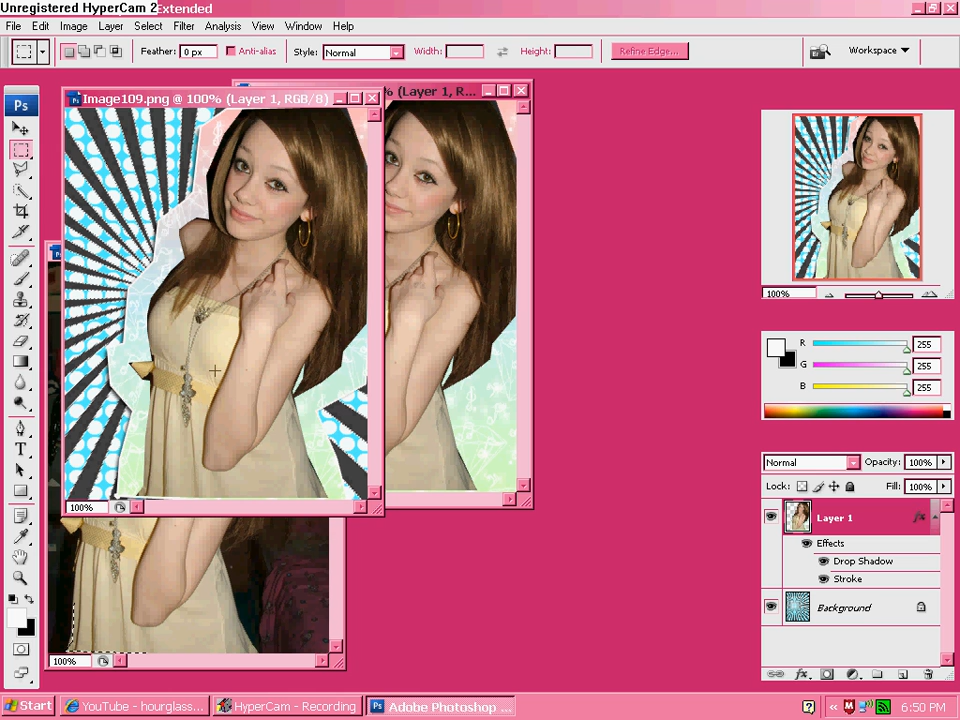 Unregistered HyperCam 2 Extended
File Edit Image Layer Select Filter Analysis View Window Help
Feather: 0 px Anti-alias Style: Normal Width: Height: Refine Edge... Workspace
Ps
Image109.png @ 100% (Layer 1, RGB/8)
% (Layer 1, R...
100%
R 255
G 255
B 255
Normal Opacity: 100%
Lock: Fill: 100%
Layer 1 fx
Effects
Drop Shadow
Stroke
Background
100%
100%
Start YouTube - hourglass... HyperCam - Recording Adobe Photoshop ... 6:50 PM